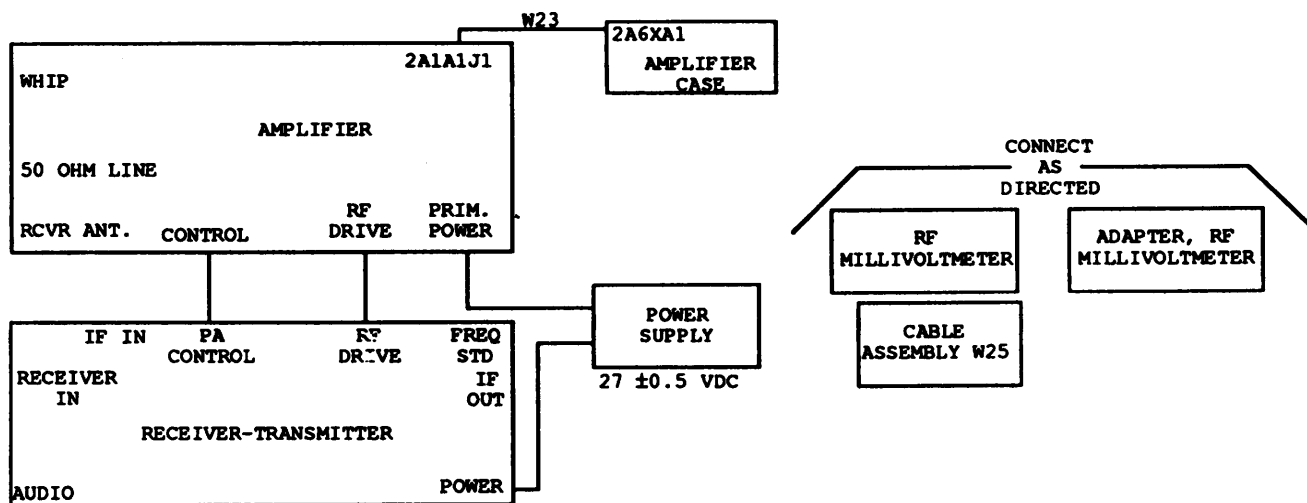 W23
2A1A1J1
2A6XA1
AMPLIFIER
CASE
WHIP
AMPLIFIER
50 OHM LINE
RCVR ANT.
CONTROL
RF
DRIVE
PRIM.
POWER
CONNECT
AS
DIRECTED
RF
MILLIVOLTMETER
ADAPTER, RF
MILLIVOLTMETER
CABLE
ASSEMBLY W25
POWER
SUPPLY
27 ±0.5 VDC
IF IN
PA
CONTROL
RF
DRIVE
FREQ
STD
IF
OUT
RECEIVER
IN
RECEIVER-TRANSMITTER
AUDIO
POWER